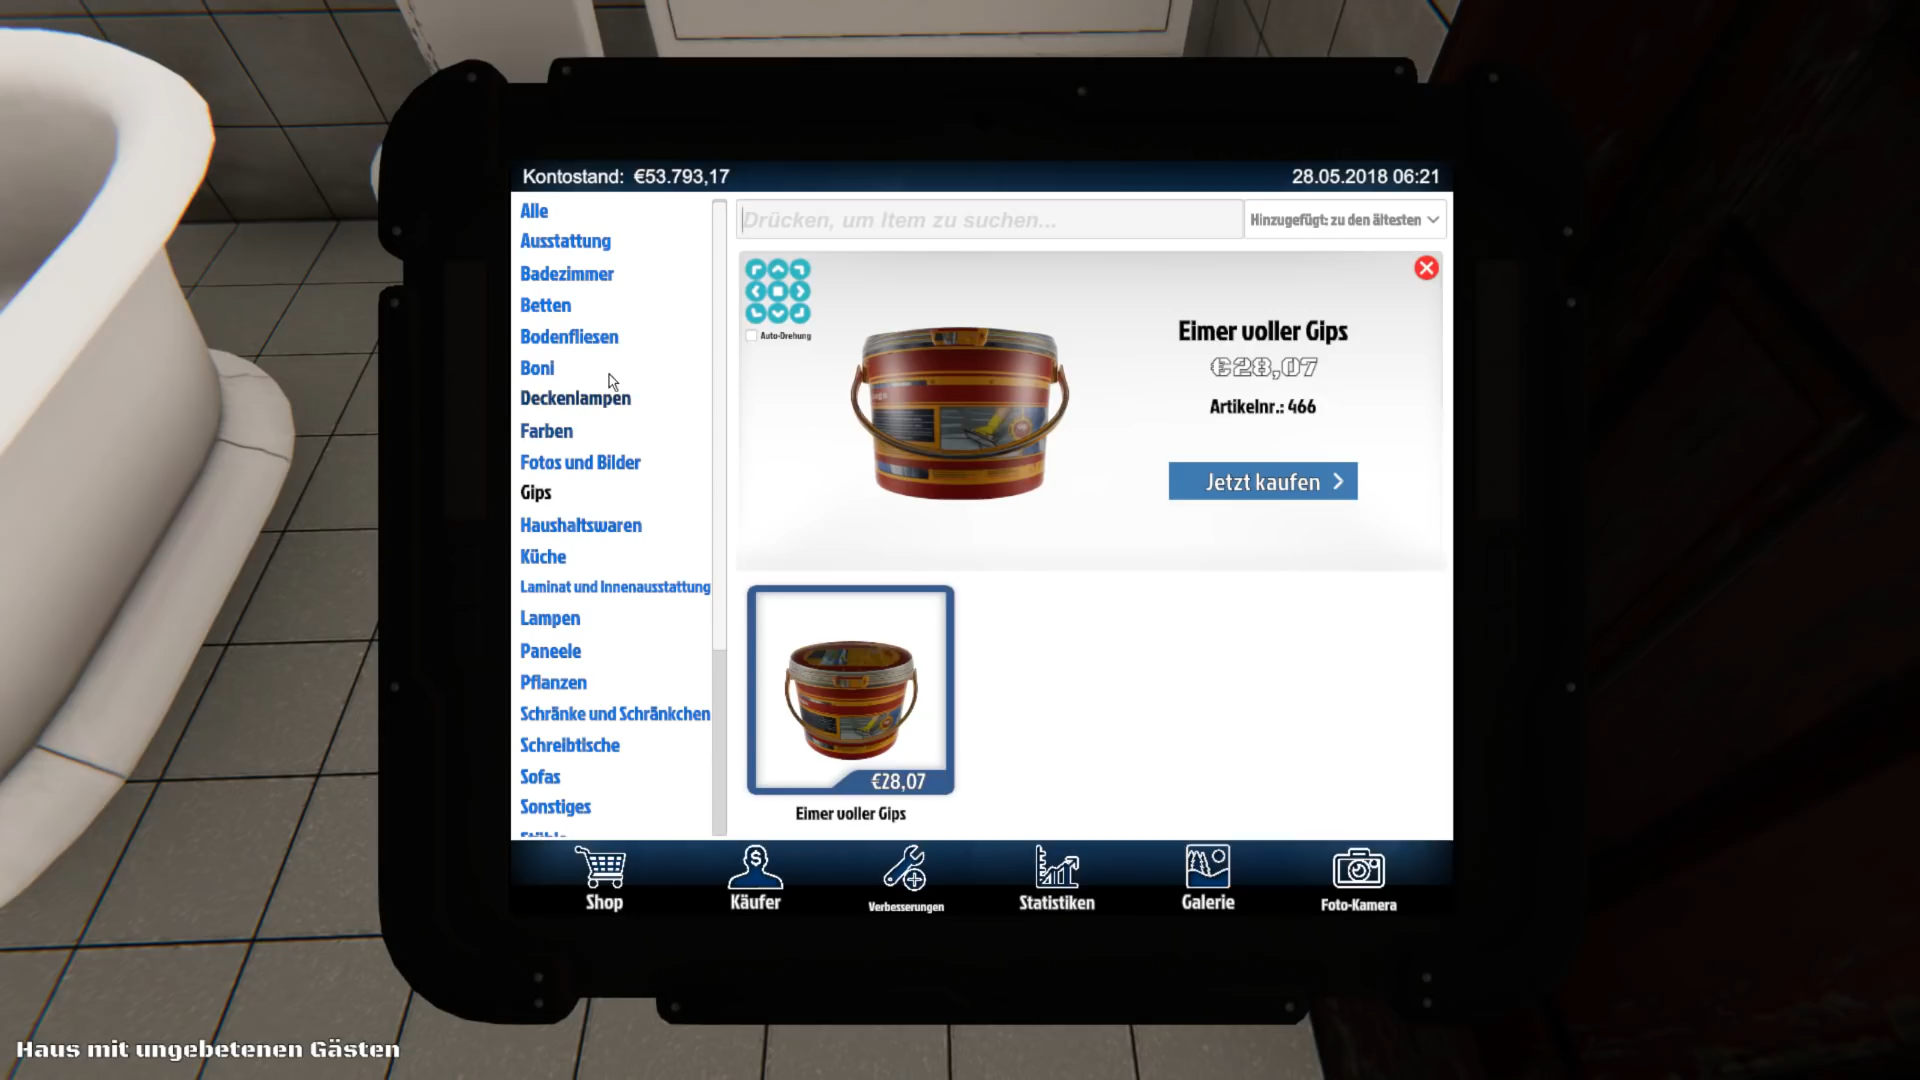 Kontostand: €53.793,17
28.05.2018 06:21
Alle
Ausstattung
Badezimmer
Betten
Bodenfliesen
Boni
Deckenlampen
Farben
Fotos und Bilder
Gips
Haushaltswaren
Küche
Laminat und Innenausstattung
Lampen
Paneele
Pflanzen
Schränke und Schränkchen
Schreibtische
Sofas
Sonstiges
Drücken, um Item zu suchen...
Hinzugefügt: zu den ältesten
Auto-Drehung
Eimer voller Gips
€28,07
Artikelnr.: 466
Jetzt kaufen
€28,07
Eimer voller Gips
Shop
Käufer
Verbesserungen
Statistiken
Galerie
Foto-Kamera
Haus mit ungebetenen Gästen